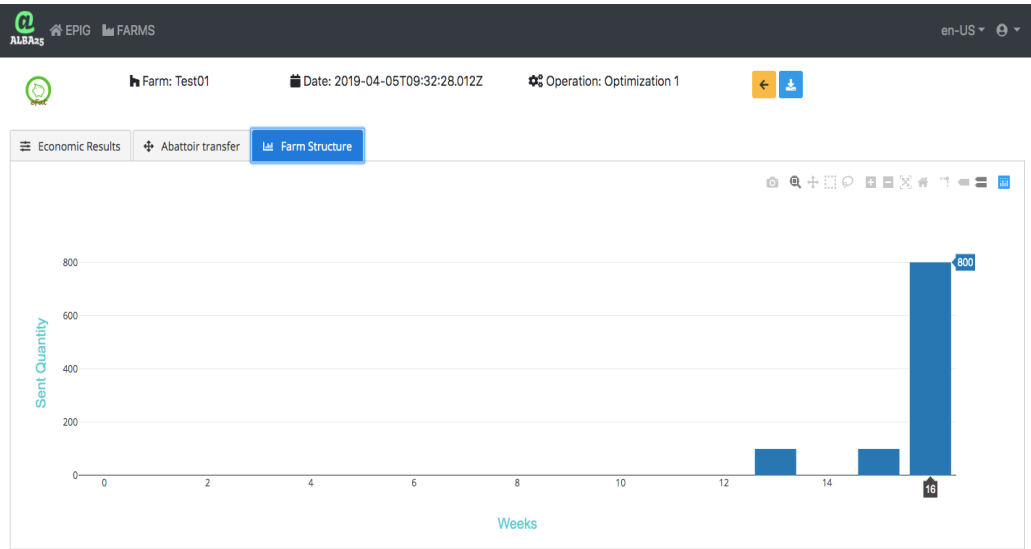 @
ALBA25
EPIG FARMS en-US
eFat
Farm: Test01 Date: 2019-04-05T09:32:28.012Z Operation: Optimization 1
Economic Results Abattoir transfer Farm Structure
800 800
600
Sent Quantity
400
200
0
0 2 4 6 8 10 12 14 16
Weeks